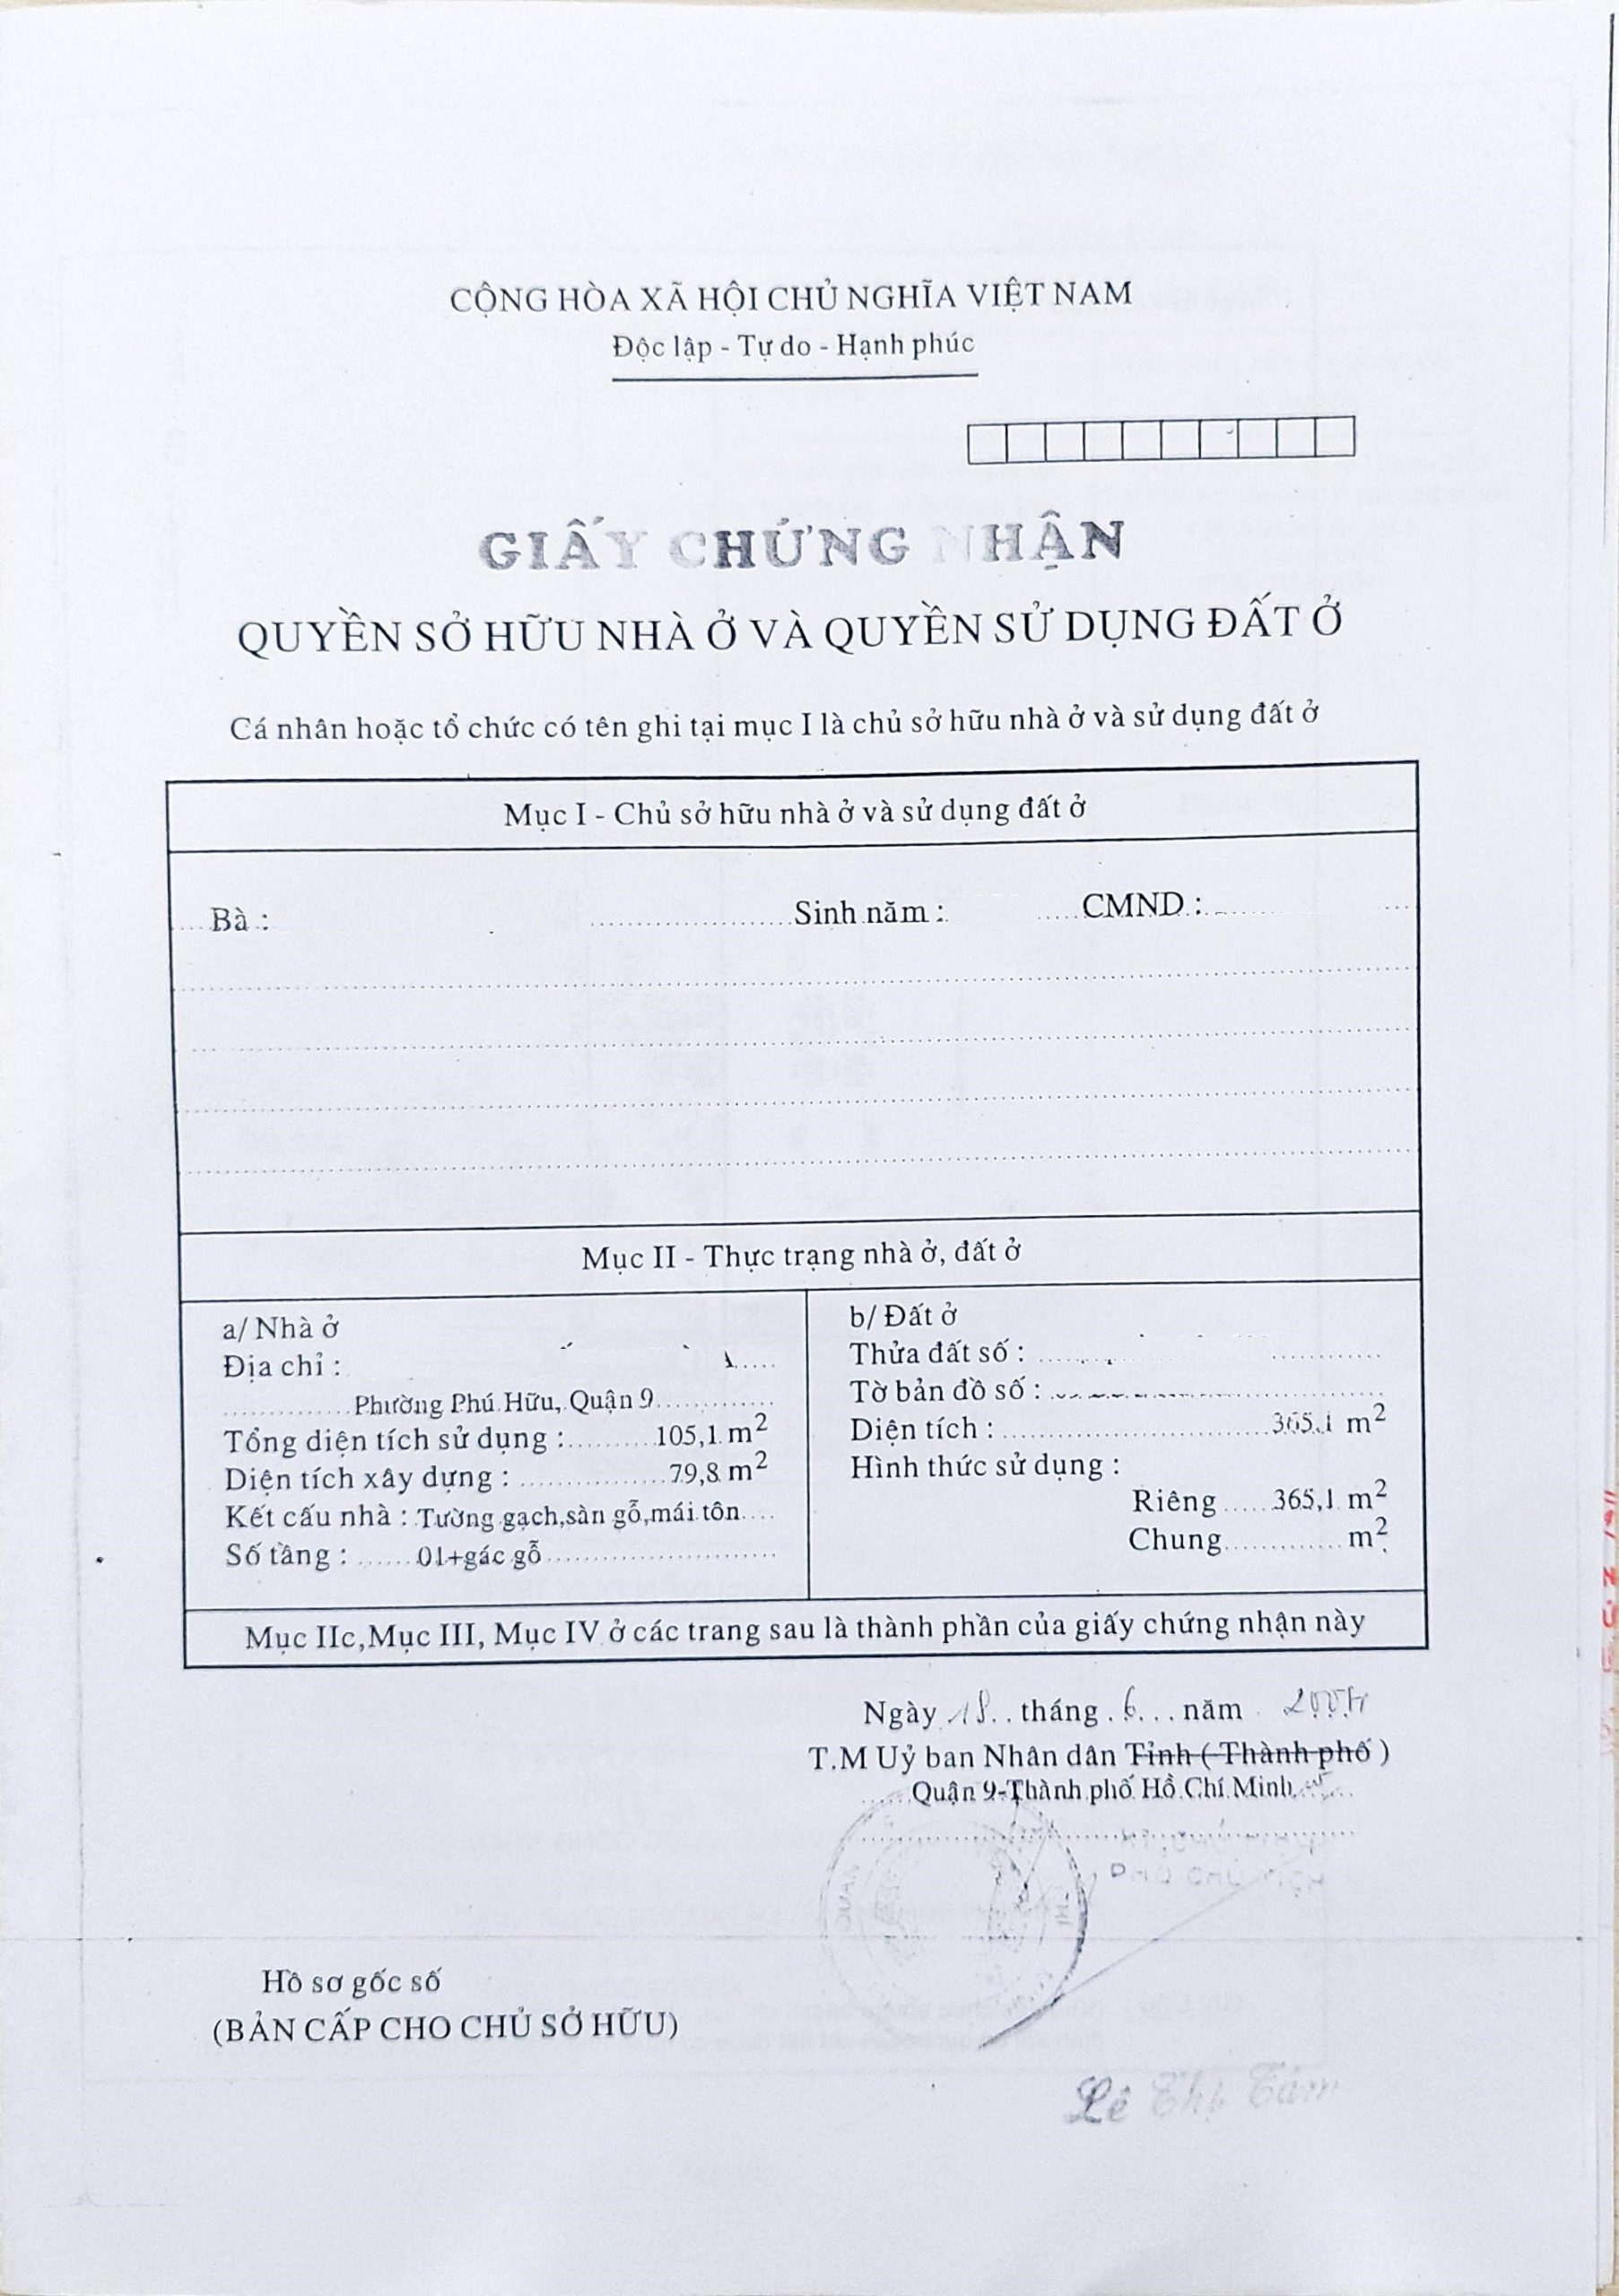 CỘNG HÒA XÃ HỘI CHỦ NGHĨA VIỆT NAM
Độc lập - Tự do - Hạnh phúc
GIẤY CHỨNG NHẬN
QUYỀN SỞ HỮU NHÀ Ở VÀ QUYỀN SỬ DỤNG ĐẤT Ở
Cá nhân hoặc tổ chức có tên ghi tại mục I là chủ sở hữu nhà ở và sử dụng đất ở
Mục I - Chủ sở hữu nhà ở và sử dụng đất ở
Bà : Sinh năm : CMND :
Mục II - Thực trạng nhà ở, đất ở
a/ Nhà ở
Địa chỉ :
Phường Phú Hữu, Quận 9
Tổng diện tích sử dụng : 105,1 m2
Diện tích xây dựng : 79,8 m2
Kết cấu nhà : Tường gạch,sàn gỗ,mái tôn
Số tầng : 01+gác gỗ
b/ Đất ở
Thửa đất số :
Tờ bản đồ số :
Diện tích : 365,1 m2
Hình thức sử dụng :
Riêng 365,1 m2
Chung m2
Mục IIc,Mục III, Mục IV ở các trang sau là thành phần của giấy chứng nhận này
Ngày 18 tháng 6 năm
T.M Uỷ ban Nhân dân Tỉnh ( Thành phố )
Quận 9-Thành phố Hồ Chí Minh
Hồ sơ gốc số
(BẢN CẤP CHO CHỦ SỞ HỮU)
Lê Thị Tám